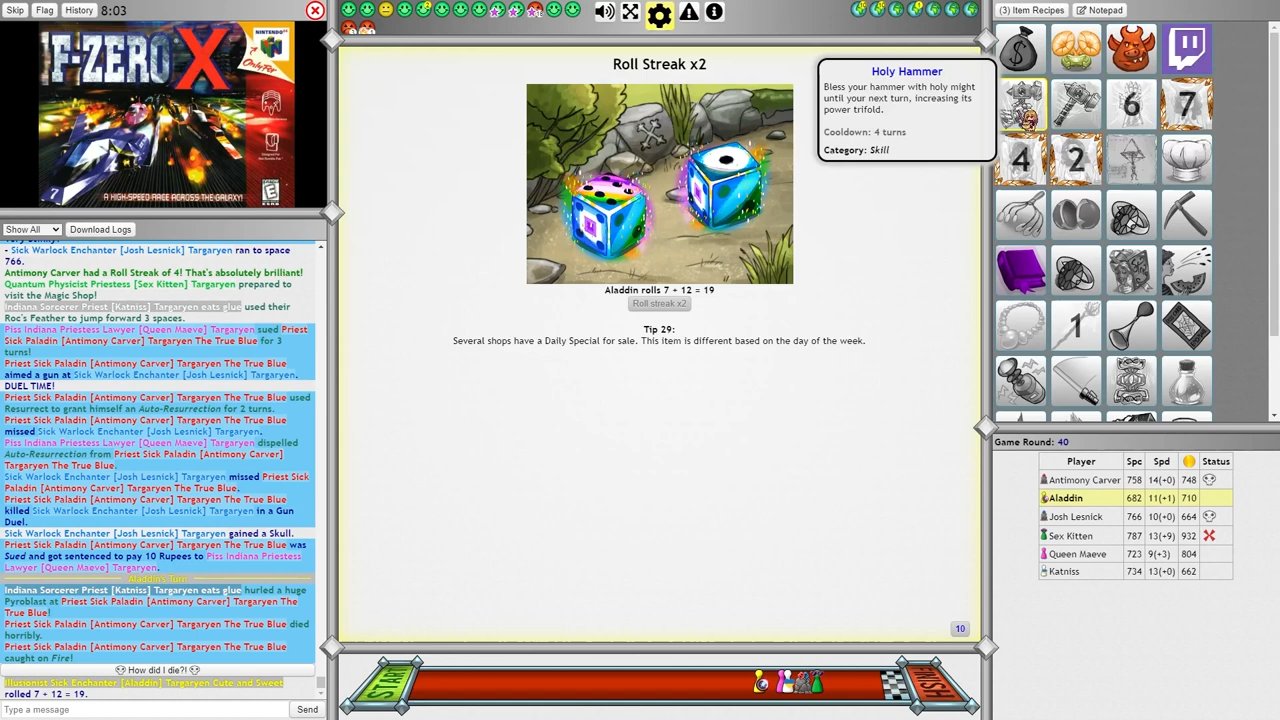 Skip
Flag
History
8:03
NINTENDO 64
Only For
F-ZERO X
A HIGH-SPEED RACE ACROSS THE GALAXY!
E
Show All
Download Logs
- Sick Warlock Enchanter [Josh Lesnick] Targaryen ran to space
766.
Antimony Carver had a Roll Streak of 4! That's absolutely brilliant!
Quantum Physicist Priestess [Sex Kitten] Targaryen prepared to
visit the Magic Shop!
Indiana Sorcerer Priest [Katniss] Targaryen eats glue used their
Roc's Feather to jump forward 3 spaces.
Piss Indiana Priestess Lawyer [Queen Maeve] Targaryen sued Priest
Sick Paladin [Antimony Carver] Targaryen The True Blue for 3
turns!
Priest Sick Paladin [Antimony Carver] Targaryen The True Blue
aimed a gun at Sick Warlock Enchanter [Josh Lesnick] Targaryen.
DUEL TIME!
Priest Sick Paladin [Antimony Carver] Targaryen The True Blue used
Resurrect to grant himself an Auto-Resurrection for 2 turns.
Priest Sick Paladin [Antimony Carver] Targaryen The True Blue
missed Sick Warlock Enchanter [Josh Lesnick] Targaryen.
Piss Indiana Priestess Lawyer [Queen Maeve] Targaryen dispelled
Auto-Resurrection from Priest Sick Paladin [Antimony Carver]
Targaryen The True Blue.
Sick Warlock Enchanter [Josh Lesnick] Targaryen missed Priest
Sick Paladin [Antimony Carver] Targaryen The True Blue.
Priest Sick Paladin [Antimony Carver] Targaryen The True Blue
killed Sick Warlock Enchanter [Josh Lesnick] Targaryen in a Gun
Duel.
Sick Warlock Enchanter [Josh Lesnick] Targaryen gained a Skull.
Priest Sick Paladin [Antimony Carver] Targaryen The True Blue was
Sued and got sentenced to pay 10 Rupees to Piss Indiana Priestess
Lawyer [Queen Maeve] Targaryen.
Aladdin's Turn
Indiana Sorcerer Priest [Katniss] Targaryen eats glue hurled a huge
Pyroblast at Priest Sick Paladin [Antimony Carver] Targaryen The
True Blue!
Priest Sick Paladin [Antimony Carver] Targaryen The True Blue died
horribly.
Priest Sick Paladin [Antimony Carver] Targaryen The True Blue
caught on Fire!
How did I die?!
Illusionist Sick Enchanter [Aladdin] Targaryen Cute and Sweet
rolled 7 + 12 = 19.
Type a message
Send
Roll Streak x2
Aladdin rolls 7 + 12 = 19
Roll streak x2
Tip 29:
Several shops have a Daily Special for sale. This item is different based on the day of the week.
10
START
FINISH
Holy Hammer
Bless your hammer with holy might
until your next turn, increasing its
power trifold.
Cooldown: 4 turns
Category: Skill
(3) Item Recipes
Notepad
$
6
7
4
2
1
Game Round: 40
Player Spc Spd Status
Antimony Carver 758 14(+0) 748
Aladdin 682 11(+1) 710
Josh Lesnick 766 10(+0) 664
Sex Kitten 787 13(+9) 932
Queen Maeve 723 9(+3) 804
Katniss 734 13(+0) 662